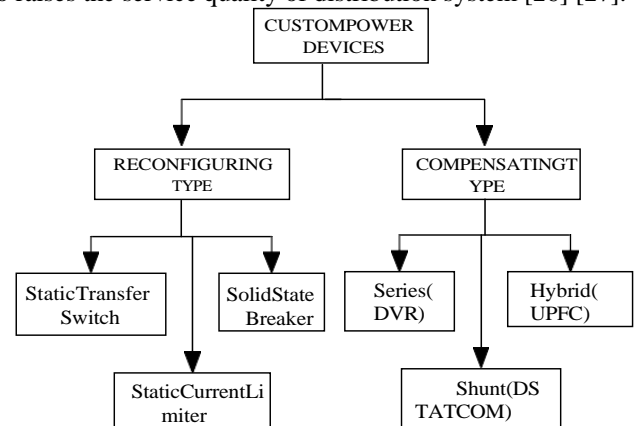 o raises the service quality of distribution system [26] [27].
CUSTOMPOWER
DEVICES
RECONFIGURING
TYPE
COMPENSATINGT
YPE
StaticTransfer
Switch
SolidState
Breaker
Series(
DVR)
Hybrid(
UPFC)
StaticCurrentLi
miter
Shunt(DS
TATCOM)